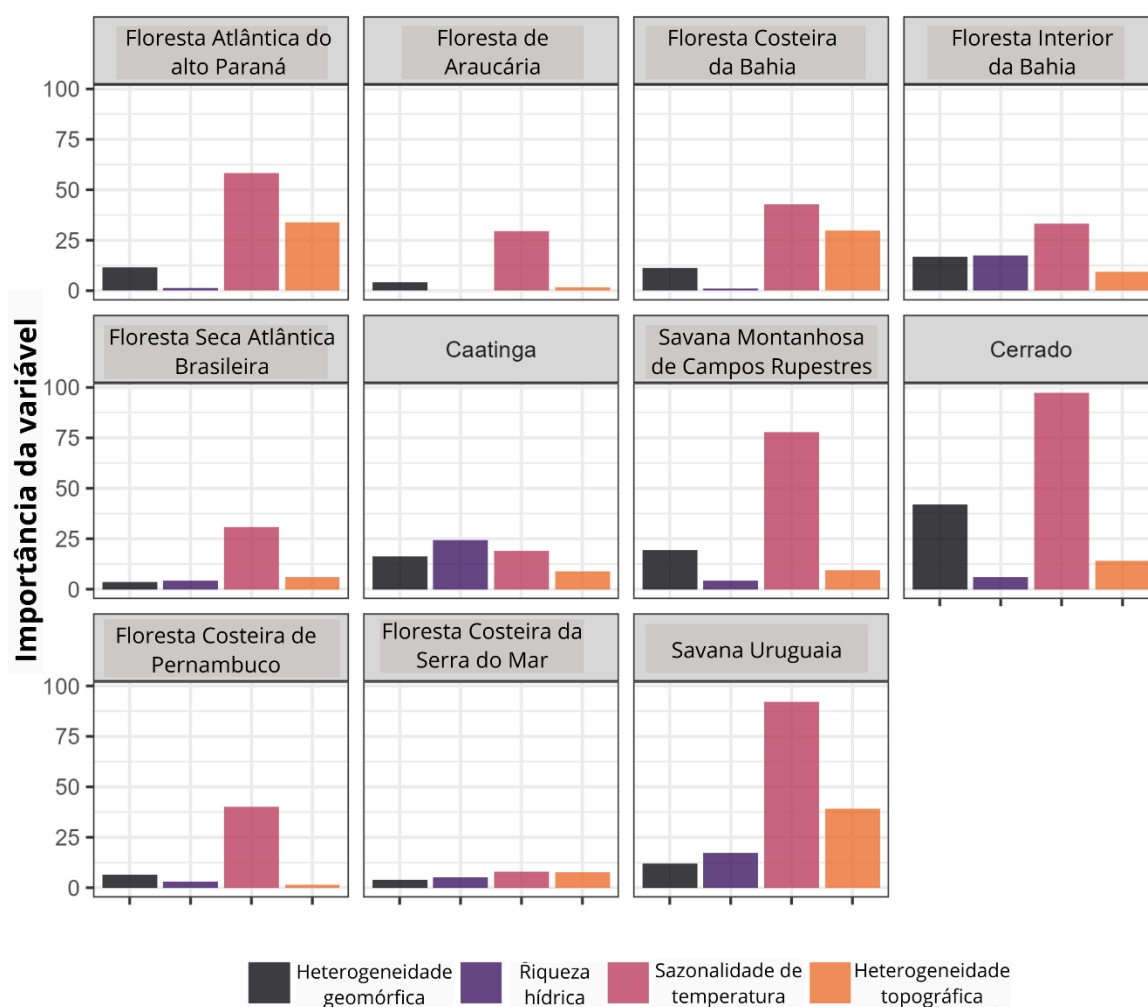 Floresta Atlântica do
alto Paraná
Floresta de
Araucária
Floresta Costeira
da Bahia
Floresta Interior
da Bahia
100
75
50
25
0
Floresta Seca Atlântica
Brasileira
Caatinga
Savana Montanhosa
de Campos Rupestres
Cerrado
100
75
50
25
0
Floresta Costeira de
Pernambuco
Floresta Costeira da
Serra do Mar
Savana Uruguaia
100
75
50
25
0
Importância da variável
Heterogeneidade
geomórfica
Riqueza
hídrica
Sazonalidade de
temperatura
Heterogeneidade
topográfica